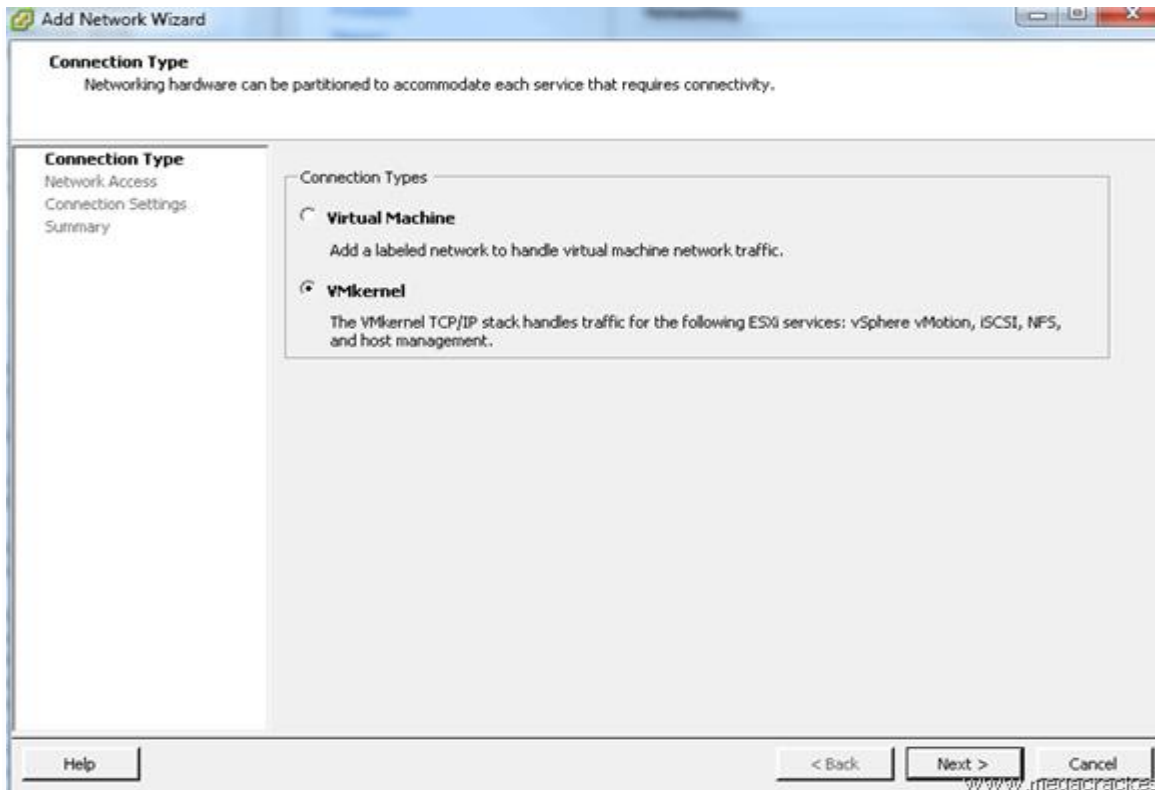 Add Network Wizard
Connection Type
Networking hardware can be partitioned to accommodate each service that requires connectivity.
Connection Type
Network Access
Connection Settings
Summary
Connection Types
Virtual Machine
Add a labeled network to handle virtual machine network traffic.
VMkernel
The VMkernel TCP/IP stack handles traffic for the following ESXi services: vSphere vMotion, iSCSI, NFS,
and host management.
Help
< Back
Next >
Cancel